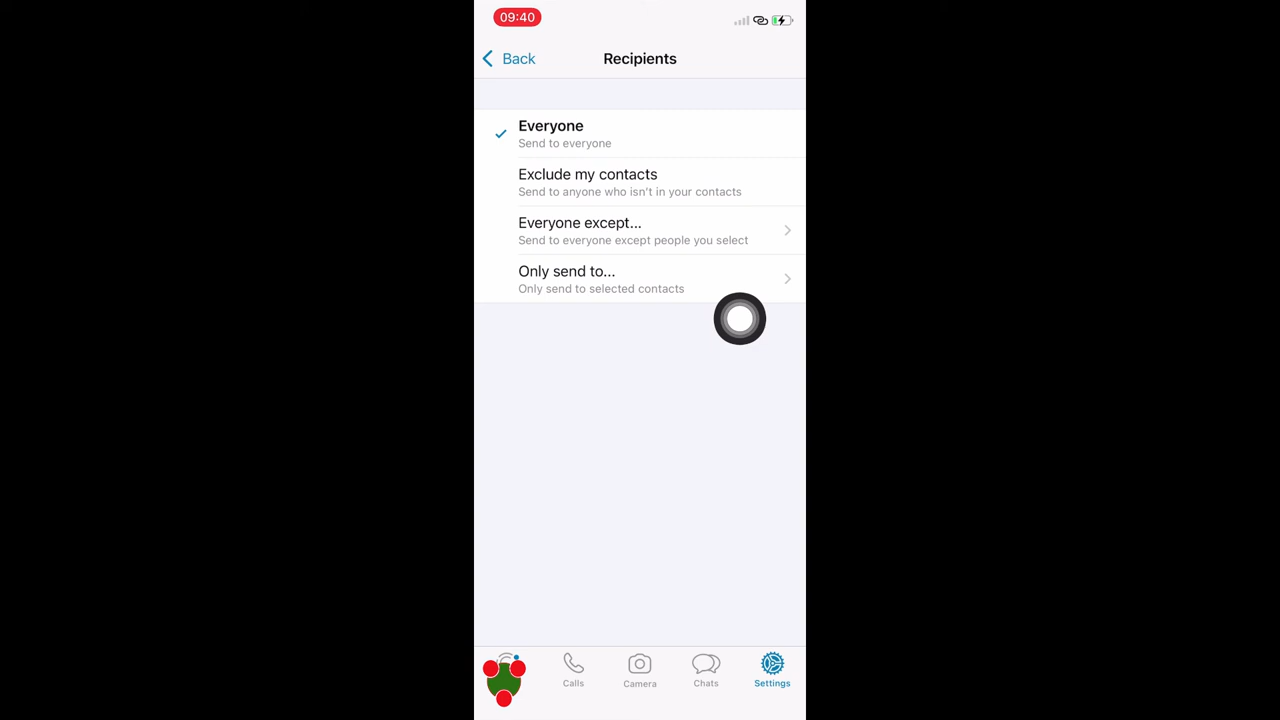 09:40
Back
Recipients
Everyone
Send to everyone
Exclude my contacts
Send to anyone who isn't in your contacts
Everyone except...
Send to everyone except people you select
Only send to...
Only send to selected contacts
Calls
Camera
Chats
Settings